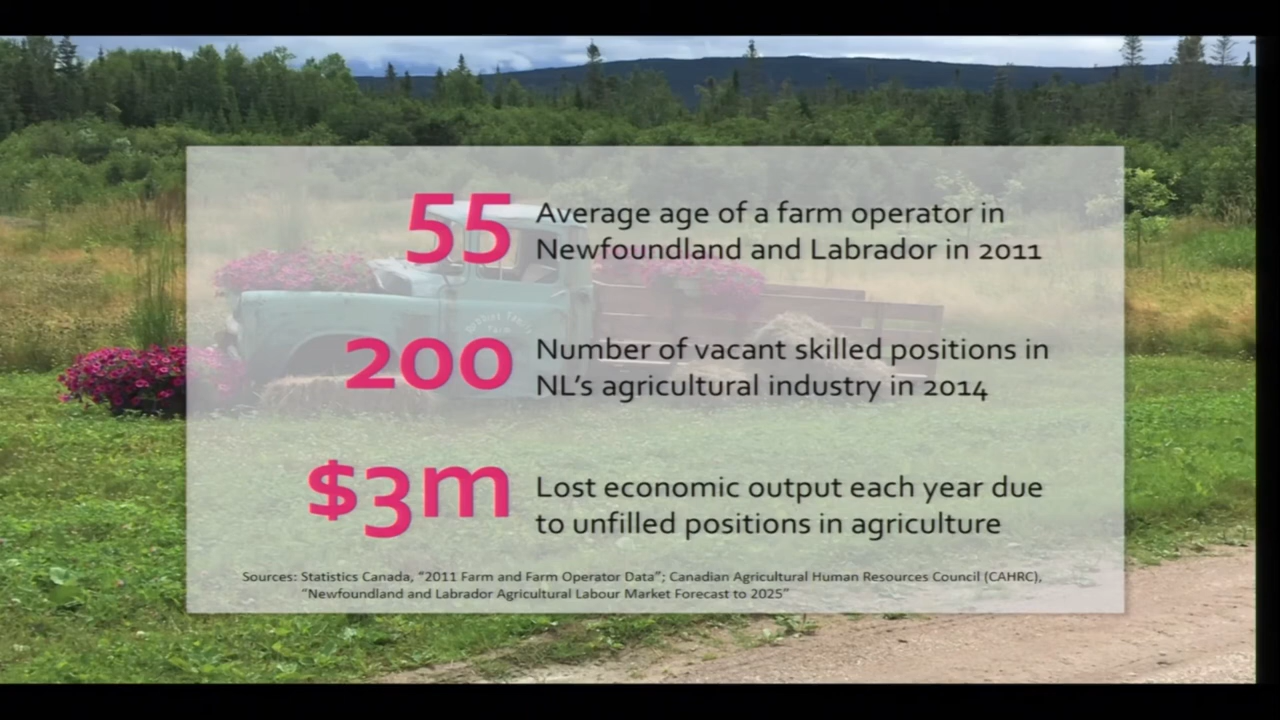 55 Average age of a farm operator in
Newfoundland and Labrador in 2011
200 Number of vacant skilled positions in
NL’s agricultural industry in 2014
$3m Lost economic output each year due
to unfilled positions in agriculture
Sources: Statistics Canada, “2011 Farm and Farm Operator Data”; Canadian Agricultural Human Resources Council (CAHRC),
“Newfoundland and Labrador Agricultural Labour Market Forecast to 2025”
Family
Farm